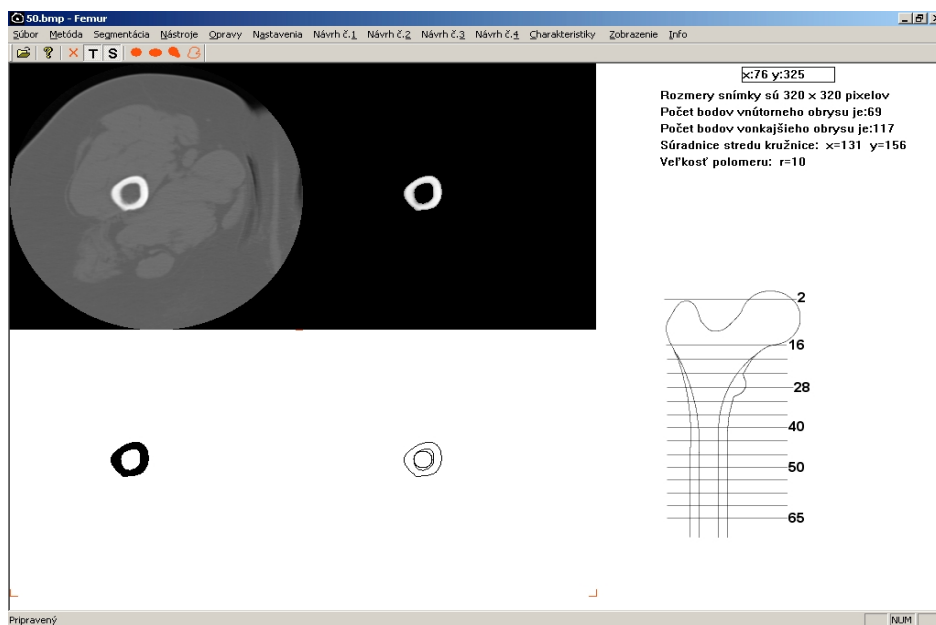 50.bmp - Femur
Súbor Metóda Segmentácia Nástroje Opravy Nastavenia Návrh č.1 Návrh č.2 Návrh č.3 Návrh č.4 Charakteristiky Zobrazenie Info
? T S
x:76 y:325
Rozmery snímky sú 320 x 320 pixelov
Počet bodov vnútorneho obrysu je:69
Počet bodov vonkajšieho obrysu je:117
Súradnice stredu kružnice: x=131 y=156
Veľkosť polomeru: r=10
2
16
28
40
50
65
Pripravený NUM